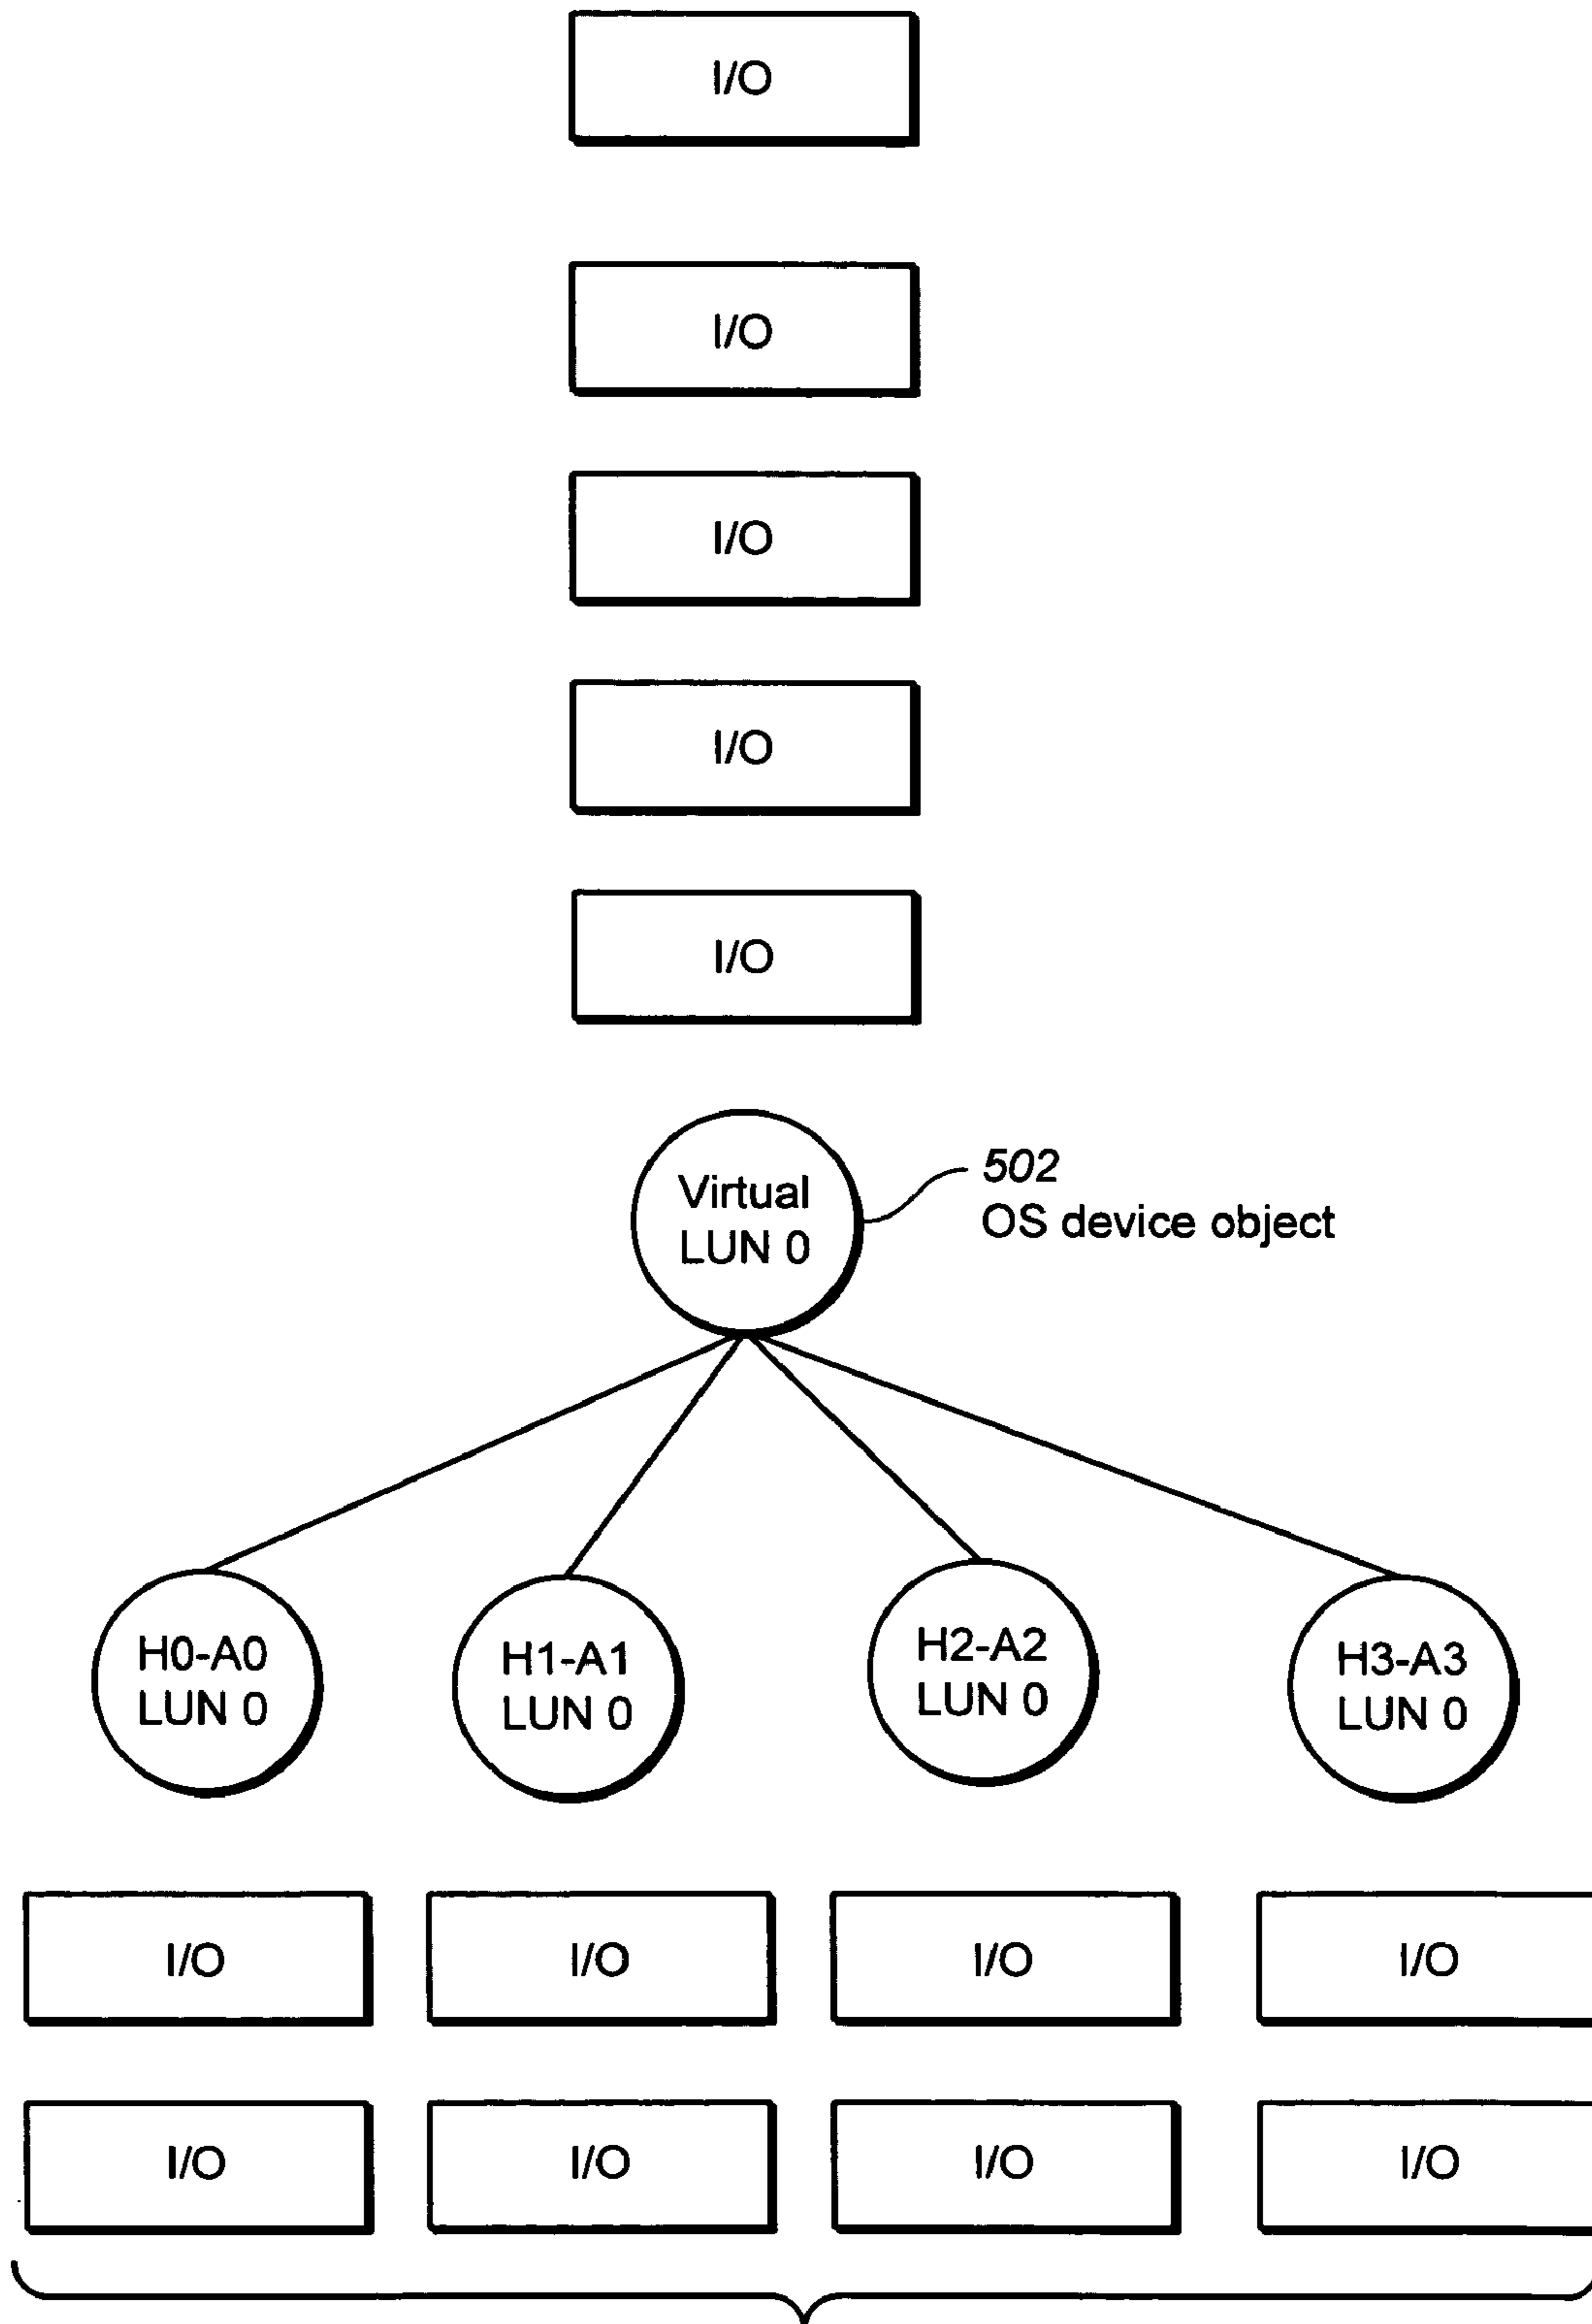 I/O
I/O
I/O
I/O
I/O
Virtual
LUN 0
502
OS device object
H0-A0
LUN 0
H1-A1
LUN 0
H2-A2
LUN 0
H3-A3
LUN 0
I/O
I/O
I/O
I/O
I/O
I/O
I/O
I/O